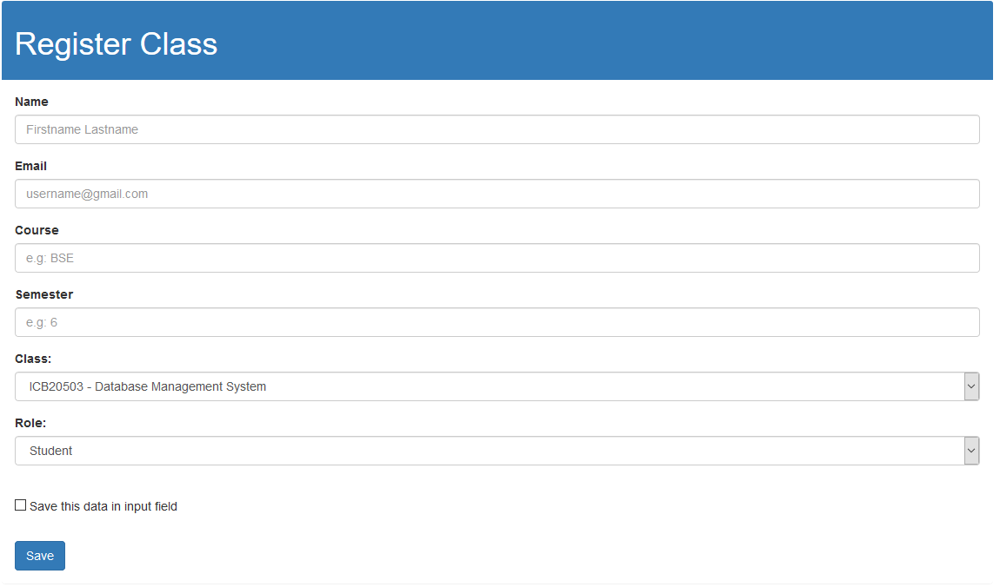 Register Class
Name
Firstname Lastname
Email
username@gmail.com
Course
e.g: BSE
Semester
e.g: 6
Class:
ICB20503 - Database Management System
Role:
Student
Save this data in input field
Save